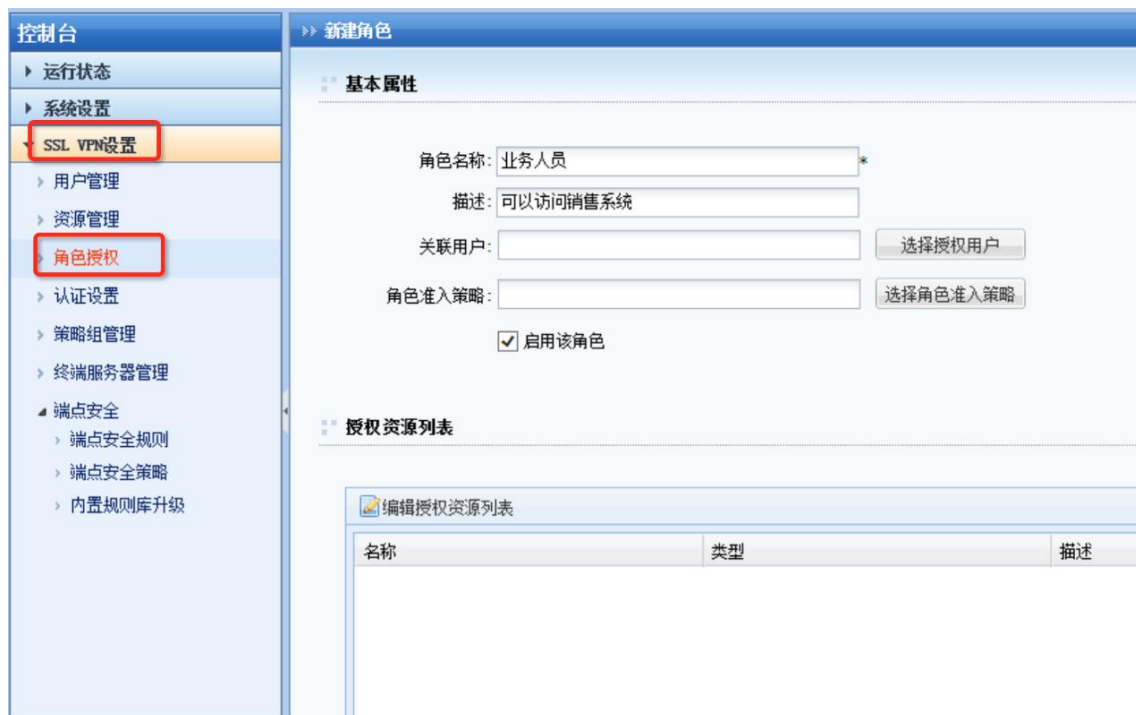 控制台
运行状态
系统设置
SSL VPN设置
用户管理
资源管理
角色授权
认证设置
策略组管理
终端服务器管理
端点安全
端点安全规则
端点安全策略
内置规则库升级
新建角色
基本属性
角色名称: 业务人员 *
描述: 可以访问销售系统
关联用户: 选择授权用户
角色准入策略: 选择角色准入策略
启用该角色
授权资源列表
编辑授权资源列表
名称 类型 描述